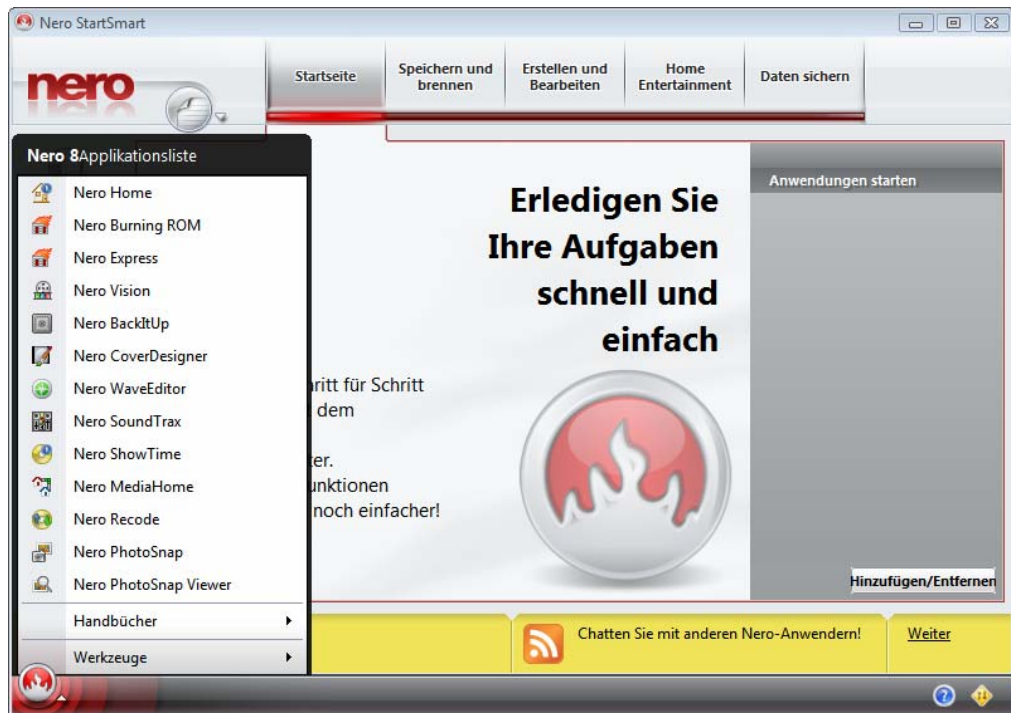 Nero StartSmart
nero
Startseite
Speichern und
brennen
Erstellen und
Bearbeiten
Home
Entertainment
Daten sichern
Nero 8Applikationsliste
Nero Home
Nero Burning ROM
Nero Express
Nero Vision
Nero BackItUp
Nero CoverDesigner
Nero WaveEditor
Nero SoundTrax
Nero ShowTime
Nero MediaHome
Nero Recode
Nero PhotoSnap
Nero PhotoSnap Viewer
Handbücher
Werkzeuge
Erledigen Sie
Ihre Aufgaben
schnell und
einfach
für Schritt
dem
noch einfacher!
Anwendungen starten
Hinzufügen/Entfernen
Chatten Sie mit anderen Nero-Anwendern!
Weiter